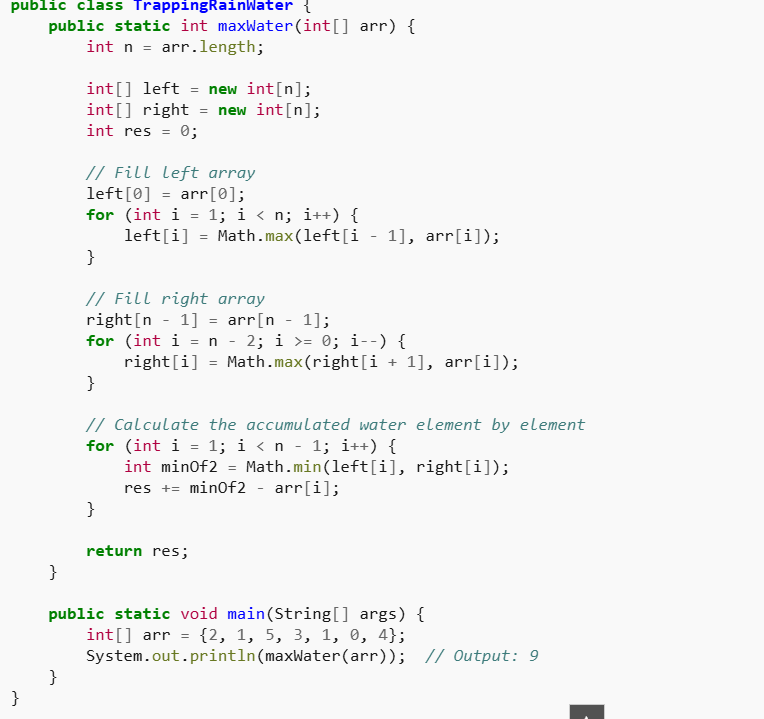 public class TrappingRainWater {
    public static int maxWater(int[] arr) {
        int n = arr.length;

        int[] left = new int[n];
        int[] right = new int[n];
        int res = 0;

        // Fill left array
        left[0] = arr[0];
        for (int i = 1; i < n; i++) {
            left[i] = Math.max(left[i - 1], arr[i]);
        }

        // Fill right array
        right[n - 1] = arr[n - 1];
        for (int i = n - 2; i >= 0; i--) {
            right[i] = Math.max(right[i + 1], arr[i]);
        }

        // Calculate the accumulated water element by element
        for (int i = 1; i < n - 1; i++) {
            int minOf2 = Math.min(left[i], right[i]);
            res += minOf2 - arr[i];
        }

        return res;
    }

    public static void main(String[] args) {
        int[] arr = {2, 1, 5, 3, 1, 0, 4};
        System.out.println(maxWater(arr));  // Output: 9
    }
}